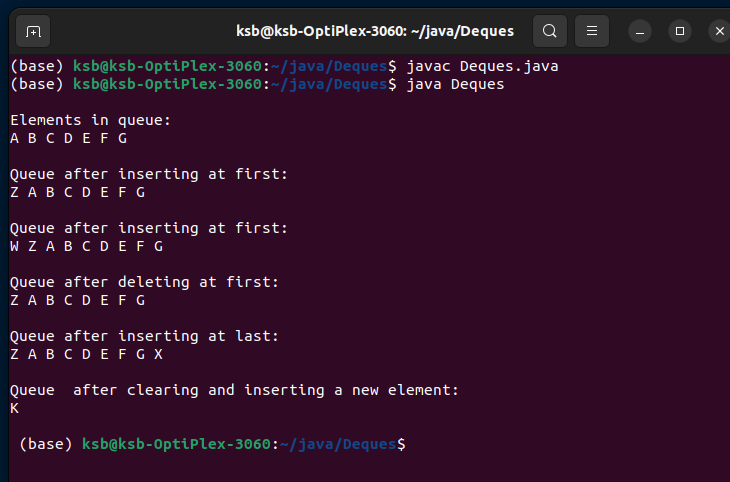 ksb@ksb-OptiPlex-3060: ~/java/Deques
(base) ksb@ksb-OptiPlex-3060:~/java/Deques$ javac Deques.java
(base) ksb@ksb-OptiPlex-3060:~/java/Deques$ java Deques
Elements in queue:
A B C D E F G
Queue after inserting at first:
Z A B C D E F G
Queue after inserting at first:
W Z A B C D E F G
Queue after deleting at first:
Z A B C D E F G
Queue after inserting at last:
Z A B C D E F G X
Queue  after clearing and inserting a new element:
K
(base) ksb@ksb-OptiPlex-3060:~/java/Deques$